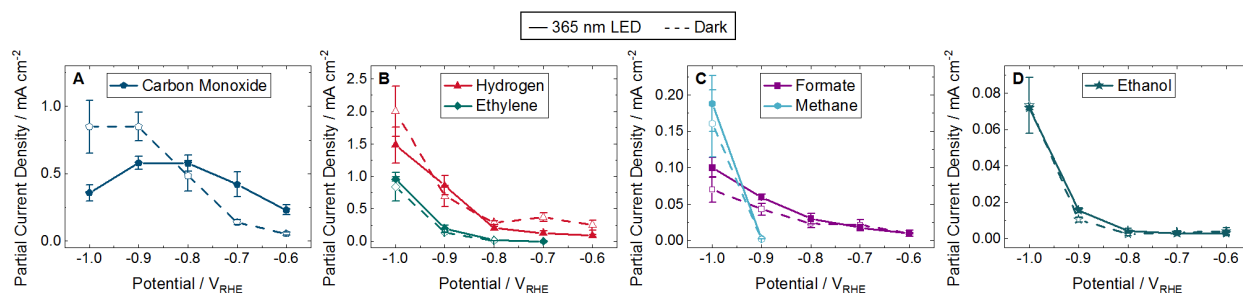 365 nm LED
Dark
A
Carbon Monoxide
Partial Current Density / mA cm-2
1.0
0.5
0.0
-1.0 -0.9 -0.8 -0.7 -0.6
Potential / VRHE
B
Hydrogen
Ethylene
Partial Current Density / mA cm-2
2.5
2.0
1.5
1.0
0.5
0.0
-1.0 -0.9 -0.8 -0.7 -0.6
Potential / VRHE
C
Formate
Methane
Partial Current Density / mA cm-2
0.20
0.15
0.10
0.05
0.00
-1.0 -0.9 -0.8 -0.7 -0.6
Potential / VRHE
D
Ethanol
Partial Current Density / mA cm-2
0.08
0.06
0.04
0.02
0.00
-1.0 -0.9 -0.8 -0.7 -0.6
Potential / VRHE